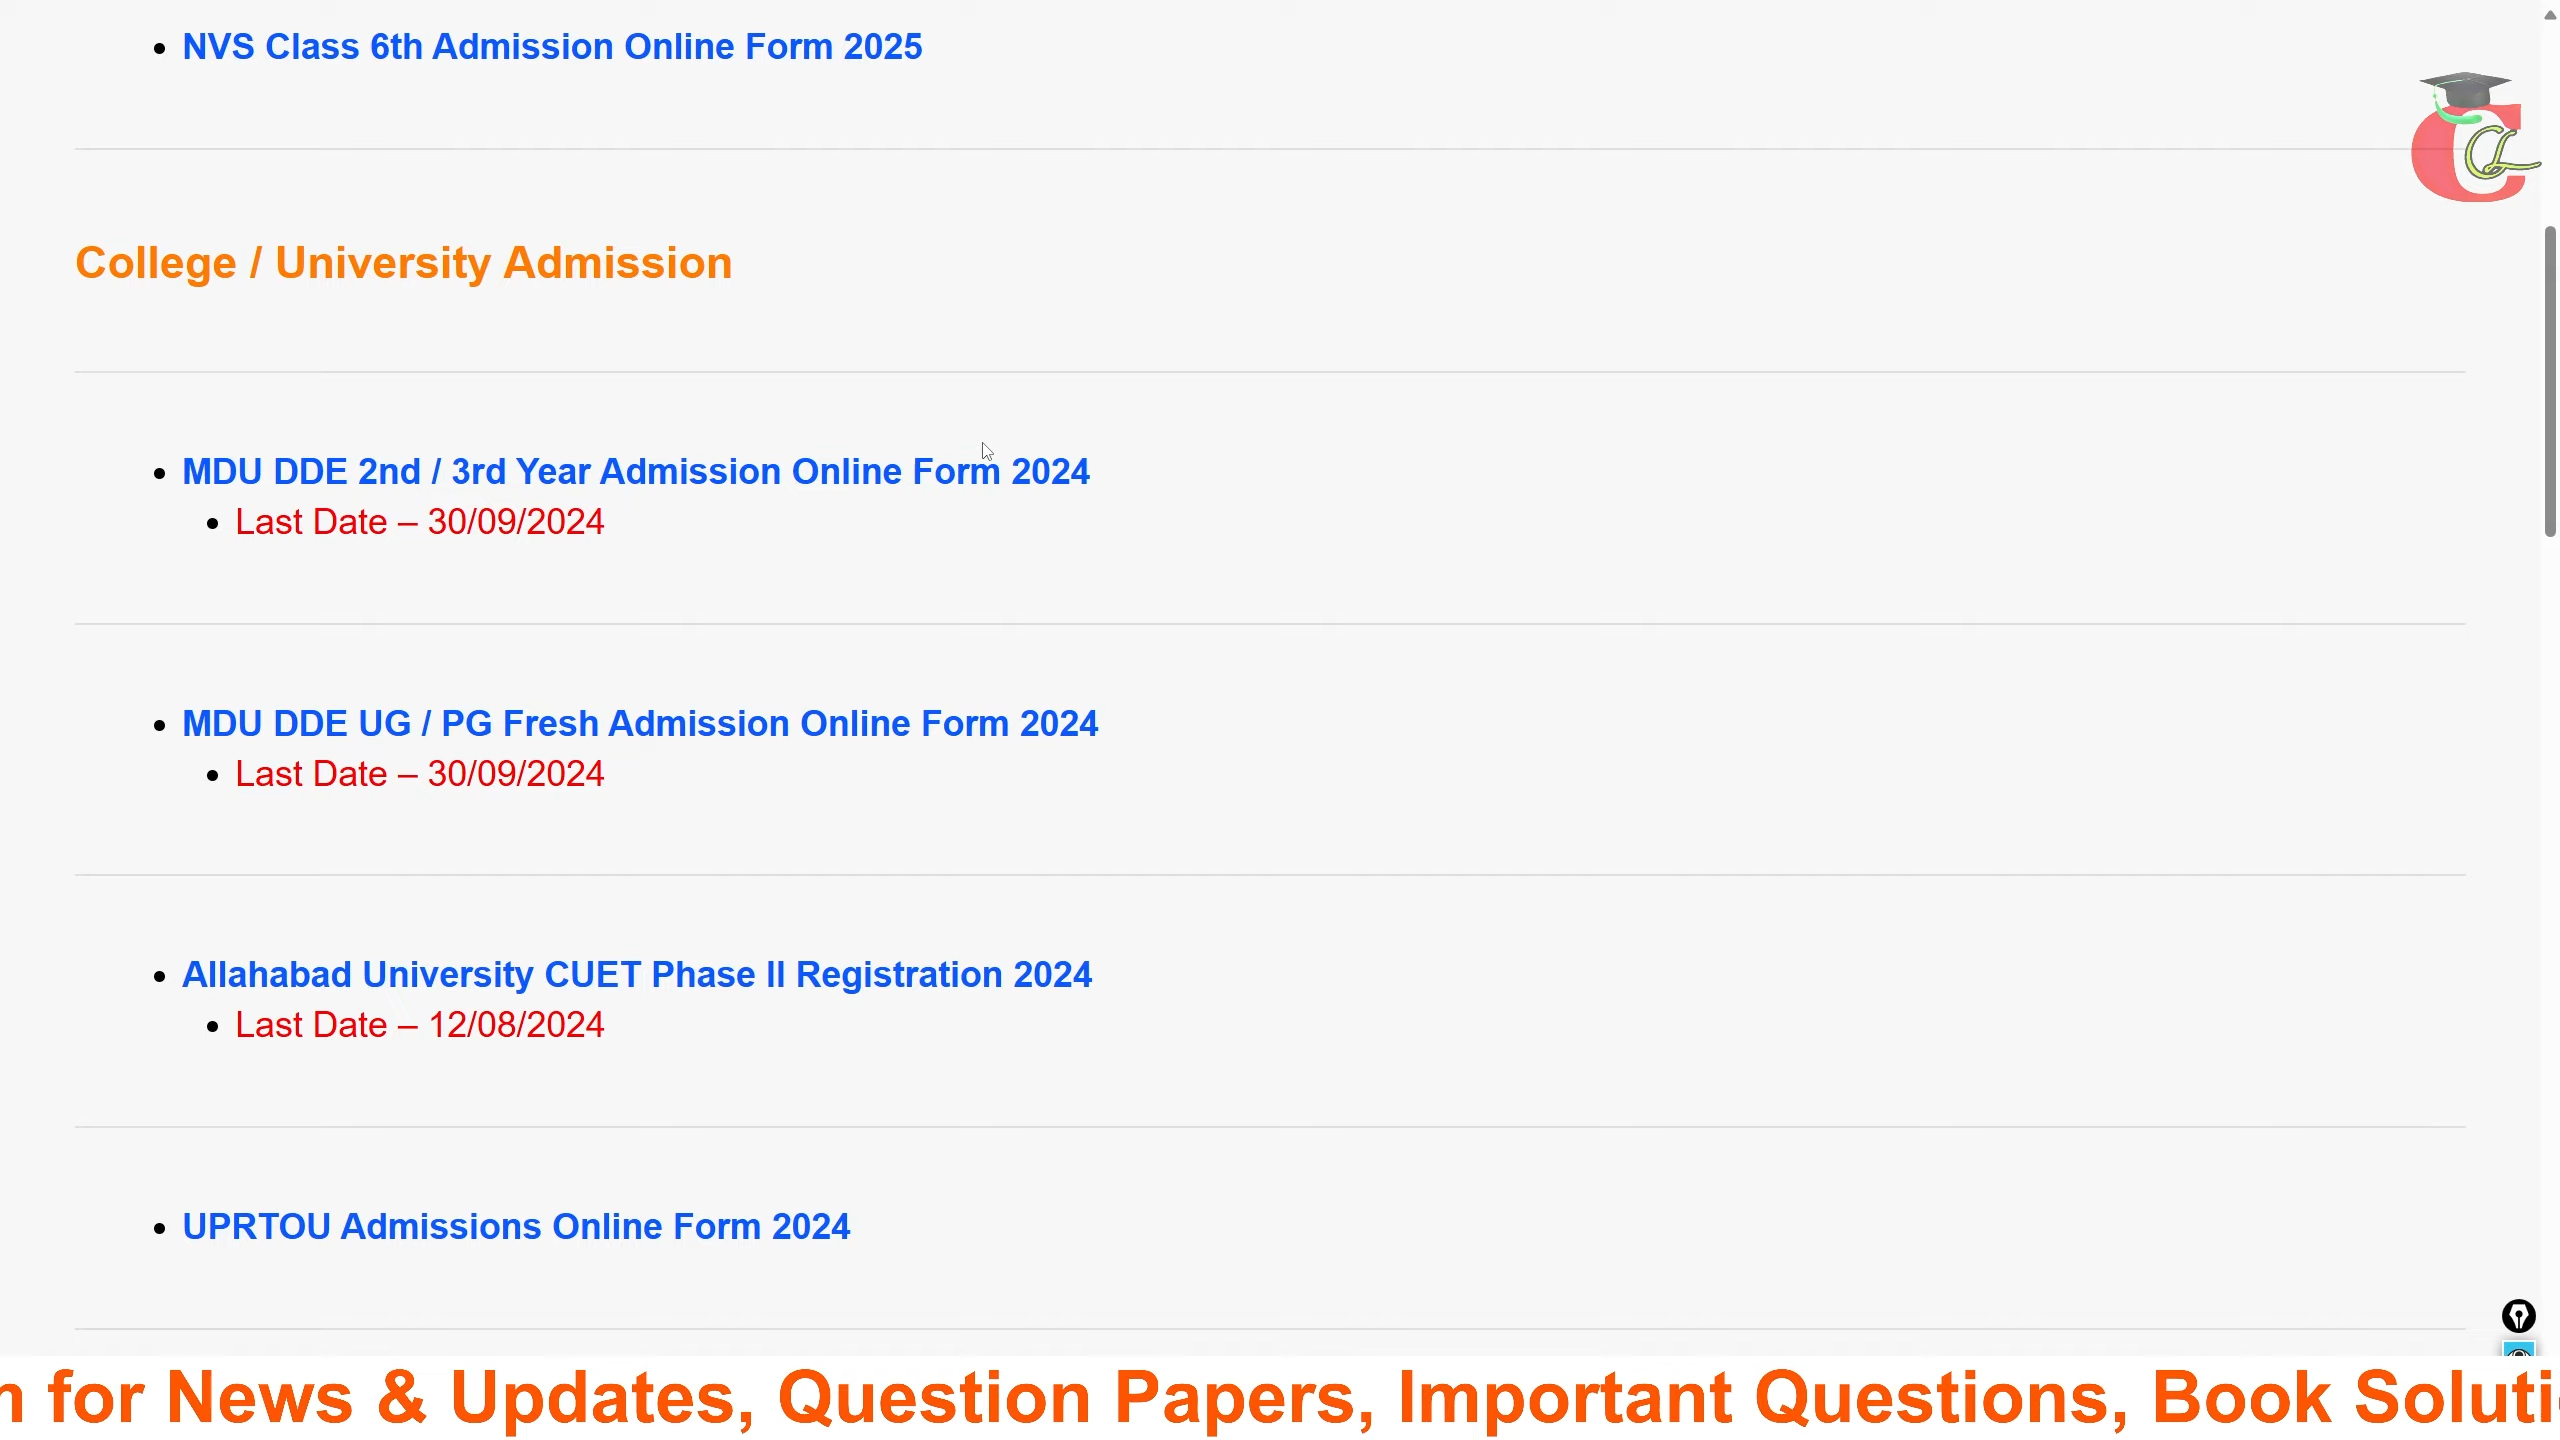 NVS Class 6th Admission Online Form 2025
College / University Admission
MDU DDE 2nd / 3rd Year Admission Online Form 2024
Last Date – 30/09/2024
MDU DDE UG / PG Fresh Admission Online Form 2024
Last Date – 30/09/2024
Allahabad University CUET Phase II Registration 2024
Last Date – 12/08/2024
UPRTOU Admissions Online Form 2024
n for News & Updates, Question Papers, Important Questions, Book Soluti